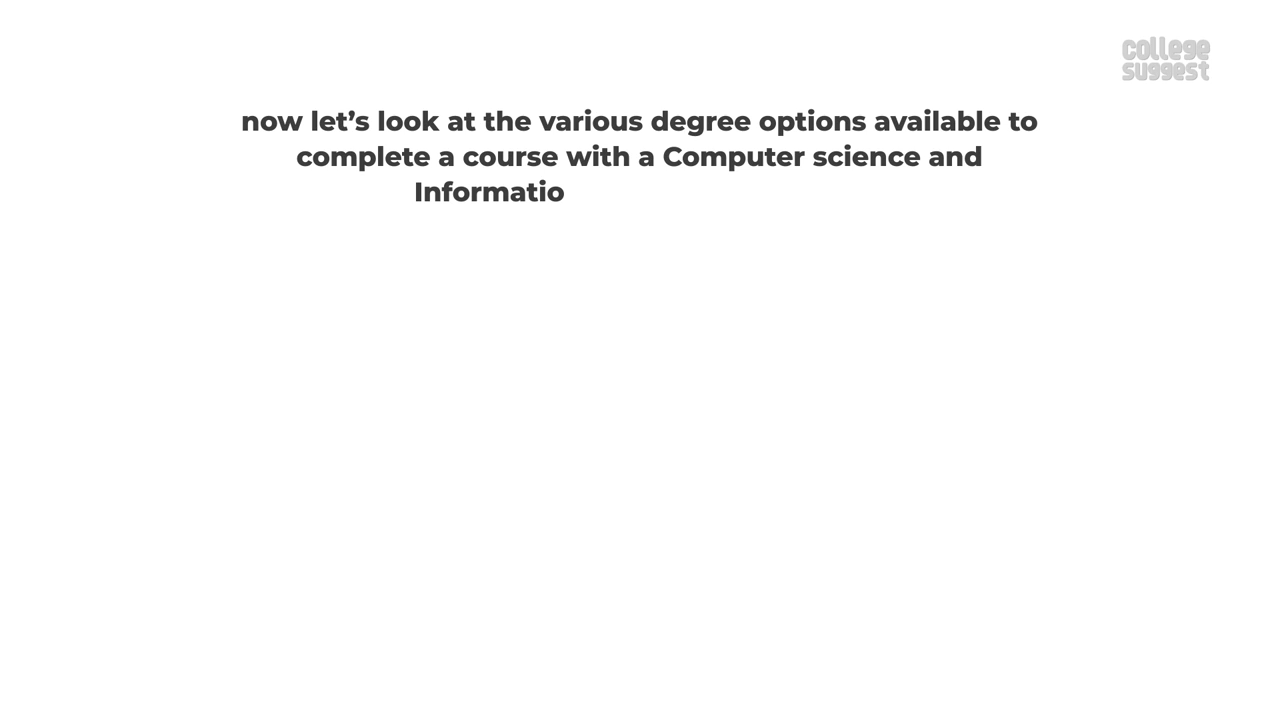 college
suggest
now let’s look at the various degree options available to
complete a course with a Computer science and
Informatio